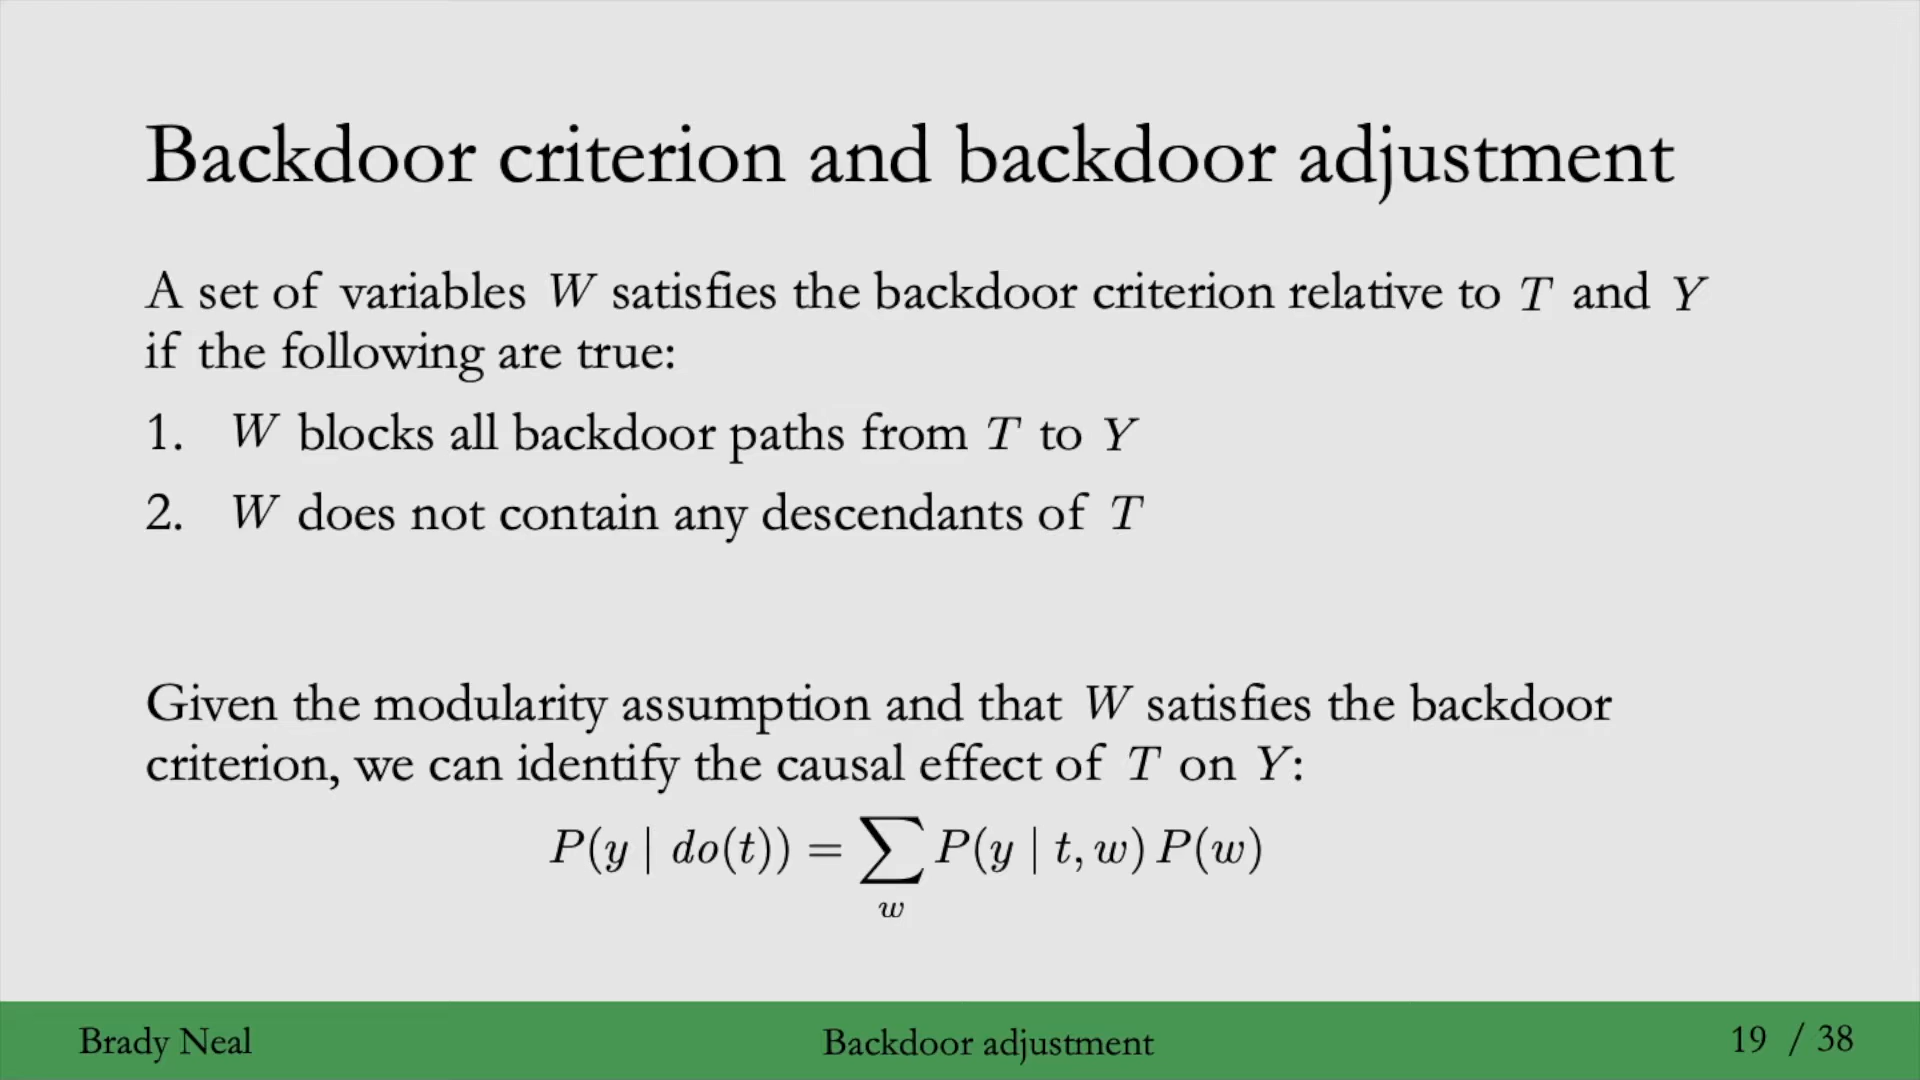 Backdoor criterion and backdoor adjustment
A set of variables W satisfies the backdoor criterion relative to T and Y
if the following are true:
1. W blocks all backdoor paths from T to Y
2. W does not contain any descendants of T
Given the modularity assumption and that W satisfies the backdoor
criterion, we can identify the causal effect of T on Y:
P(y | do(t)) = ∑ P(y | t, w) P(w)
w
Brady Neal
Backdoor adjustment
19 / 38